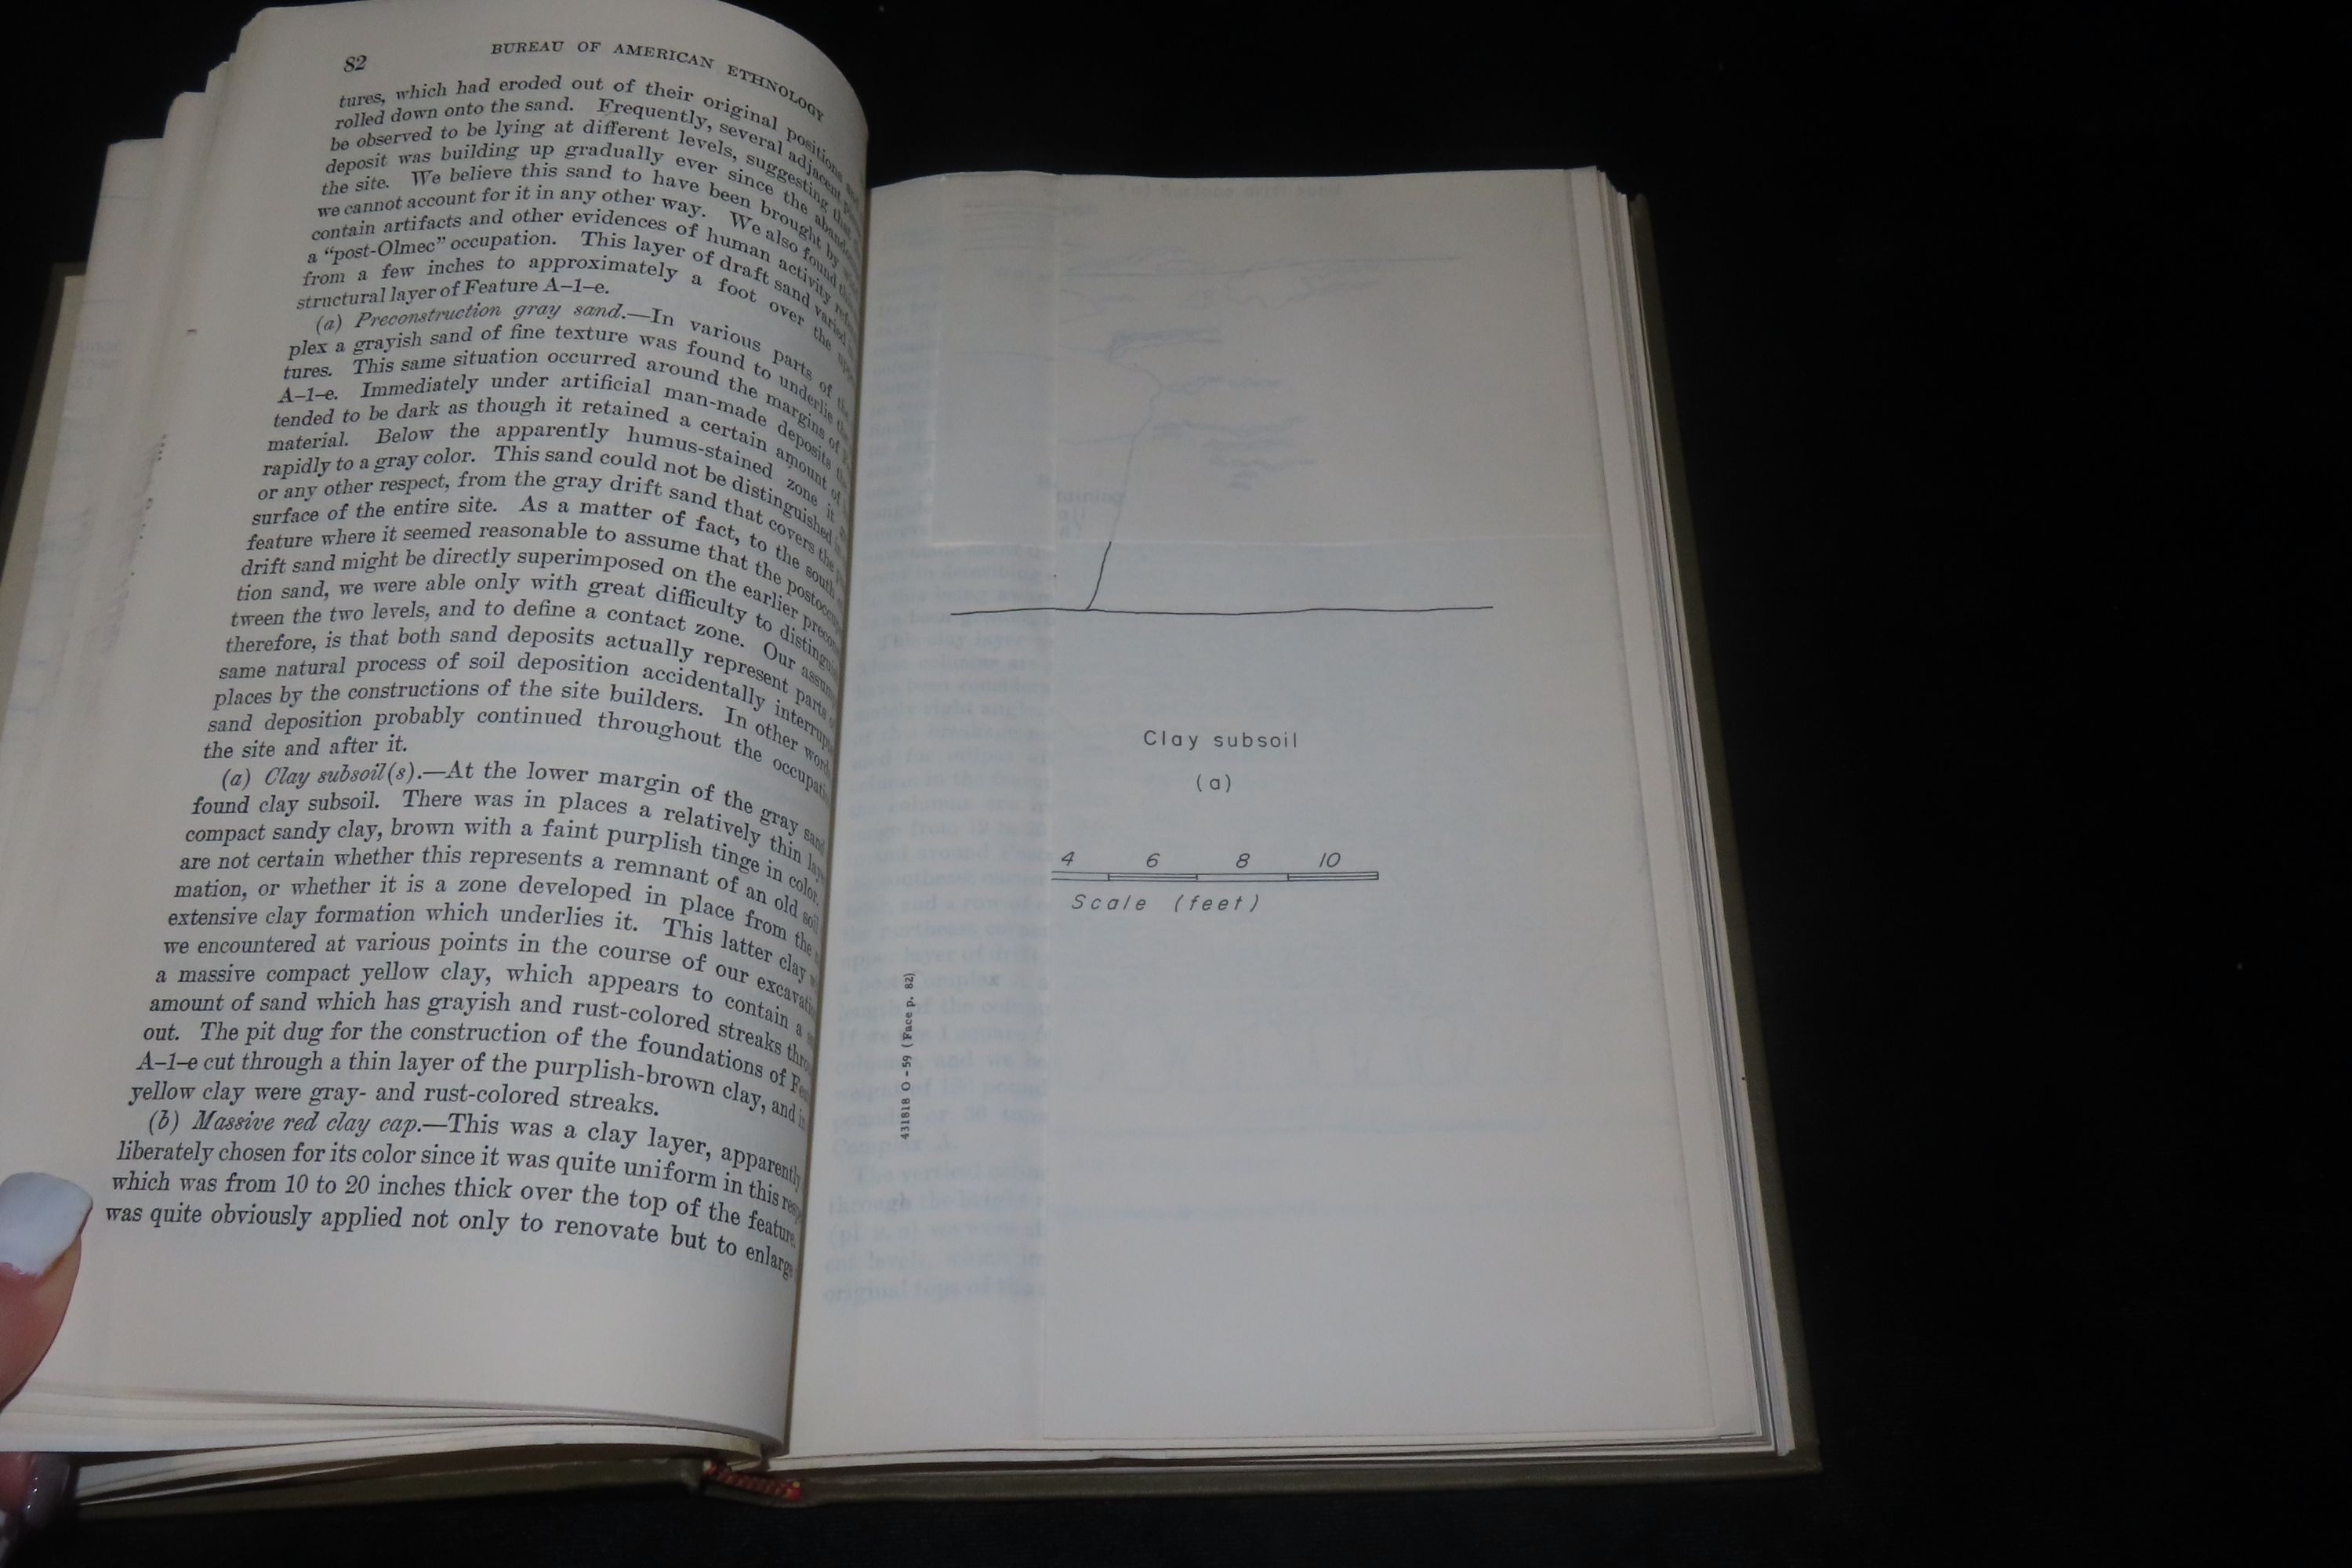 82
BUREAU OF AMERICAN ETHNOLOGY
tures, which had eroded out of their original positions
rolled down onto the sand. Frequently, several adjacent
be observed to be lying at different levels, suggesting that
deposit was building up gradually ever since the
the site. We believe this sand to have been brought by
we cannot account for it in any other way. We also found this
contain artifacts and other evidences of human activity
a “post-Olmec” occupation. This layer of draft sand varied
from a few inches to approximately a foot over the
structural layer of Feature A–1–e.
(a) Preconstruction gray sand.—In various parts of the
plex a grayish sand of fine texture was found to underlie the
tures. This same situation occurred around the margins of
A–1–e. Immediately under artificial man-made deposits
tended to be dark as though it retained a certain amount of
material. Below the apparently humus-stained zone it
rapidly to a gray color. This sand could not be distinguished
or any other respect, from the gray drift sand that covers the
surface of the entire site. As a matter of fact, to the south
feature where it seemed reasonable to assume that the
drift sand might be directly superimposed on the earlier
tion sand, we were able only with great difficulty to
tween the two levels, and to define a contact zone. Our
therefore, is that both sand deposits actually represent parts
same natural process of soil deposition accidentally
places by the constructions of the site builders. In other
sand deposition probably continued throughout the
the site and after it.
(a) Clay subsoil(s).—At the lower margin of the gray sand
found clay subsoil. There was in places a relatively thin
compact sandy clay, brown with a faint purplish tinge in color.
are not certain whether this represents a remnant of an old soil
mation, or whether it is a zone developed in place from the
extensive clay formation which underlies it. This latter clay
we encountered at various points in the course of our
a massive compact yellow clay, which appears to contain a
amount of sand which has grayish and rust-colored streaks
out. The pit dug for the construction of the foundations of
A–1–e cut through a thin layer of the purplish-brown clay, and
yellow clay were gray- and rust-colored streaks.
(b) Massive red clay cap.—This was a clay layer, apparently
liberately chosen for its color since it was quite uniform in this
which was from 10 to 20 inches thick over the top of the feature.
was quite obviously applied not only to renovate but to enlarge
Clay subsoil
(a)
4 6 8 10
Scale (feet)
431818 O - 59 (Face p. 82)